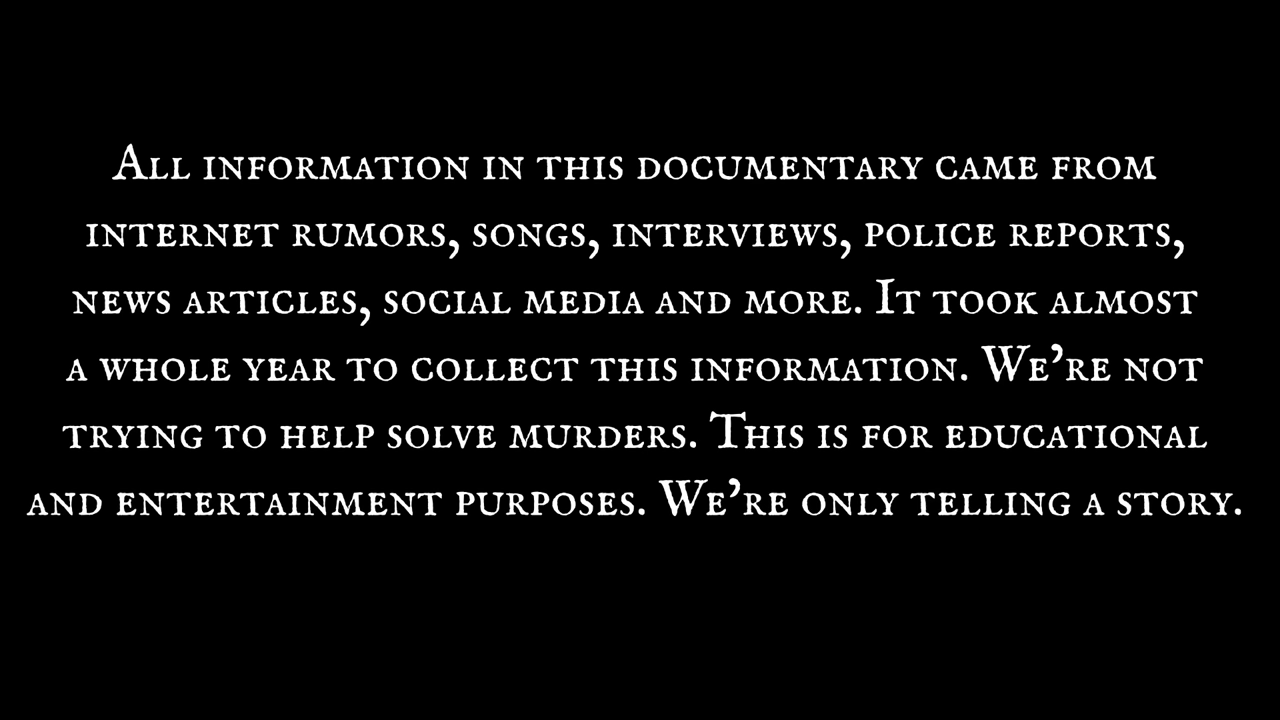 All information in this documentary came from
internet rumors, songs, interviews, police reports,
news articles, social media and more. It took almost
a whole year to collect this information. We're not
trying to help solve murders. This is for educational
and entertainment purposes. We're only telling a story.